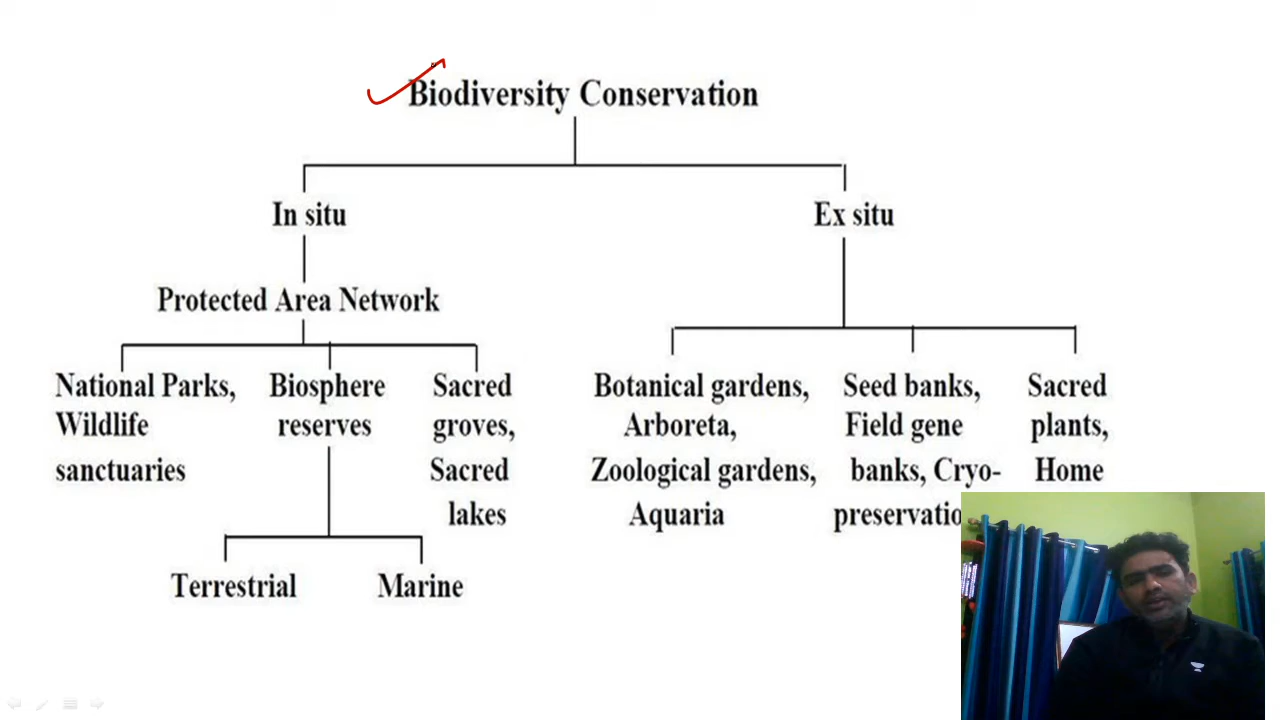 Biodiversity Conservation
In situ
Ex situ
Protected Area Network
National Parks,
Wildlife
sanctuaries
Biosphere
reserves
Sacred
groves,
Sacred
lakes
Botanical gardens,
Arboreta,
Zoological gardens,
Aquaria
Seed banks,
Field gene
banks, Cryo-
Sacred
plants,
Home
Terrestrial
Marine